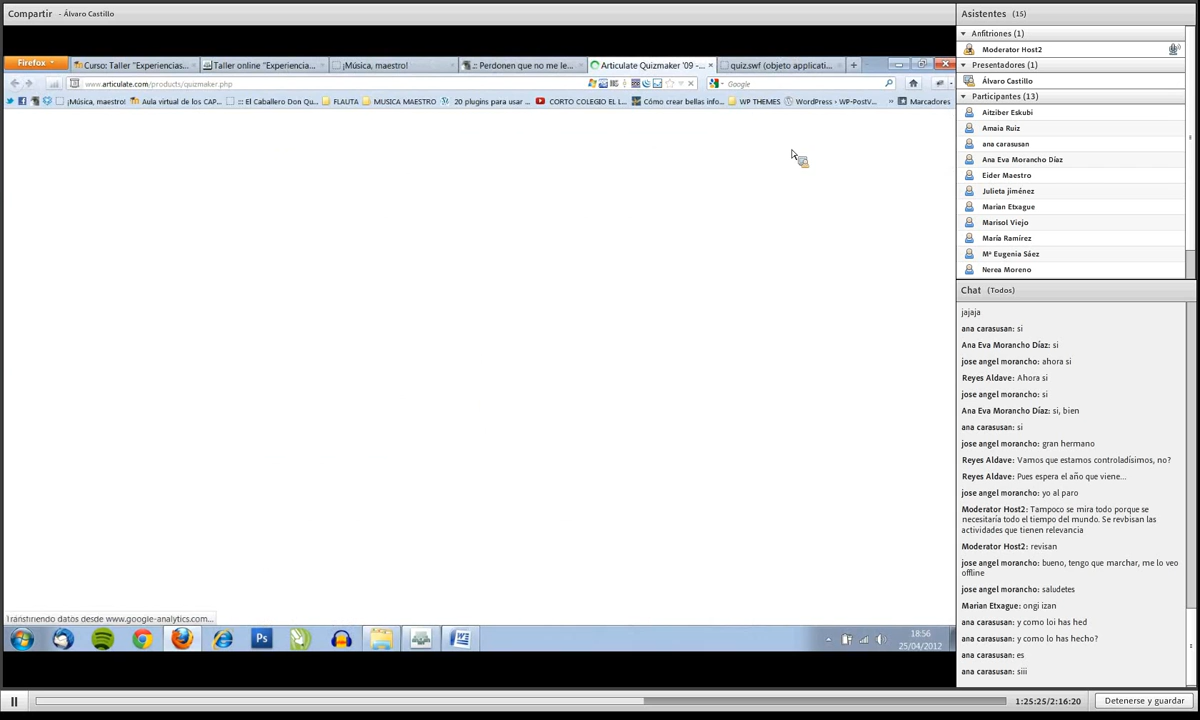 Compartir - Álvaro Castillo
Firefox
Curso: Taller "Experiencias...
Taller online "Experiencia...
¡Música, maestro!
.: Perdonen que no me le...
Articulate Quizmaker '09 -...
quiz.swf (objeto applicati...
www.articulate.com/products/quizmaker.php
Google
¡Música, maestro!
Aula virtual de los CAP...
:: El Caballero Don Qu...
FLAUTA
MUSICA MAESTRO
20 plugins para usar ...
CORTO COLEGIO EL L...
Cómo crear bellas info...
WP THEMES
WordPress › WP-PostV...
Marcadores
Transfiriendo datos desde www.google-analytics.com...
18:56
25/04/2012
Asistentes (15)
Anfitriones (1)
Moderator Host2
Presentadores (1)
Álvaro Castillo
Participantes (13)
Aitziber Eskubi
Amaia Ruiz
ana carasusan
Ana Eva Morancho Díaz
Eider Maestro
Julieta jiménez
Marian Etxague
Marisol Viejo
María Ramírez
Mª Eugenia Sáez
Nerea Moreno
Chat (Todos)
jajaja
ana carasusan: si
Ana Eva Morancho Díaz: si
jose angel morancho: ahora si
Reyes Aldave: Ahora si
jose angel morancho: si
Ana Eva Morancho Díaz: si, bien
ana carasusan: si
jose angel morancho: gran hermano
Reyes Aldave: Vamos que estamos controladísimos, no?
Reyes Aldave: Pues espera el año que viene...
jose angel morancho: yo al paro
Moderator Host2: Tampoco se mira todo porque se
necesitaría todo el tiempo del mundo. Se revbisan las
actividades que tienen relevancia
Moderator Host2: revisan
jose angel morancho: bueno, tengo que marchar, me lo veo
offline
jose angel morancho: saludetes
Marian Etxague: ongi izan
ana carasusan: y como loi has hed
ana carasusan: y como lo has hecho?
ana carasusan: es
ana carasusan: siii
1:25:25/2:16:20
Detenerse y guardar